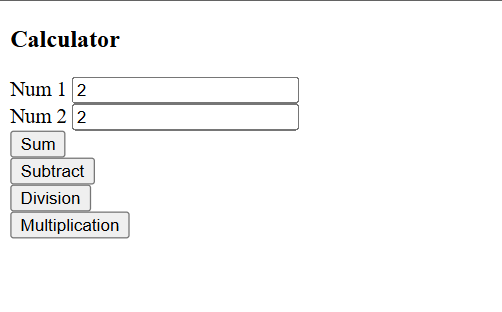 Calculator
Num 1 2
Num 2 2
Sum
Subtract
Division
Multiplication